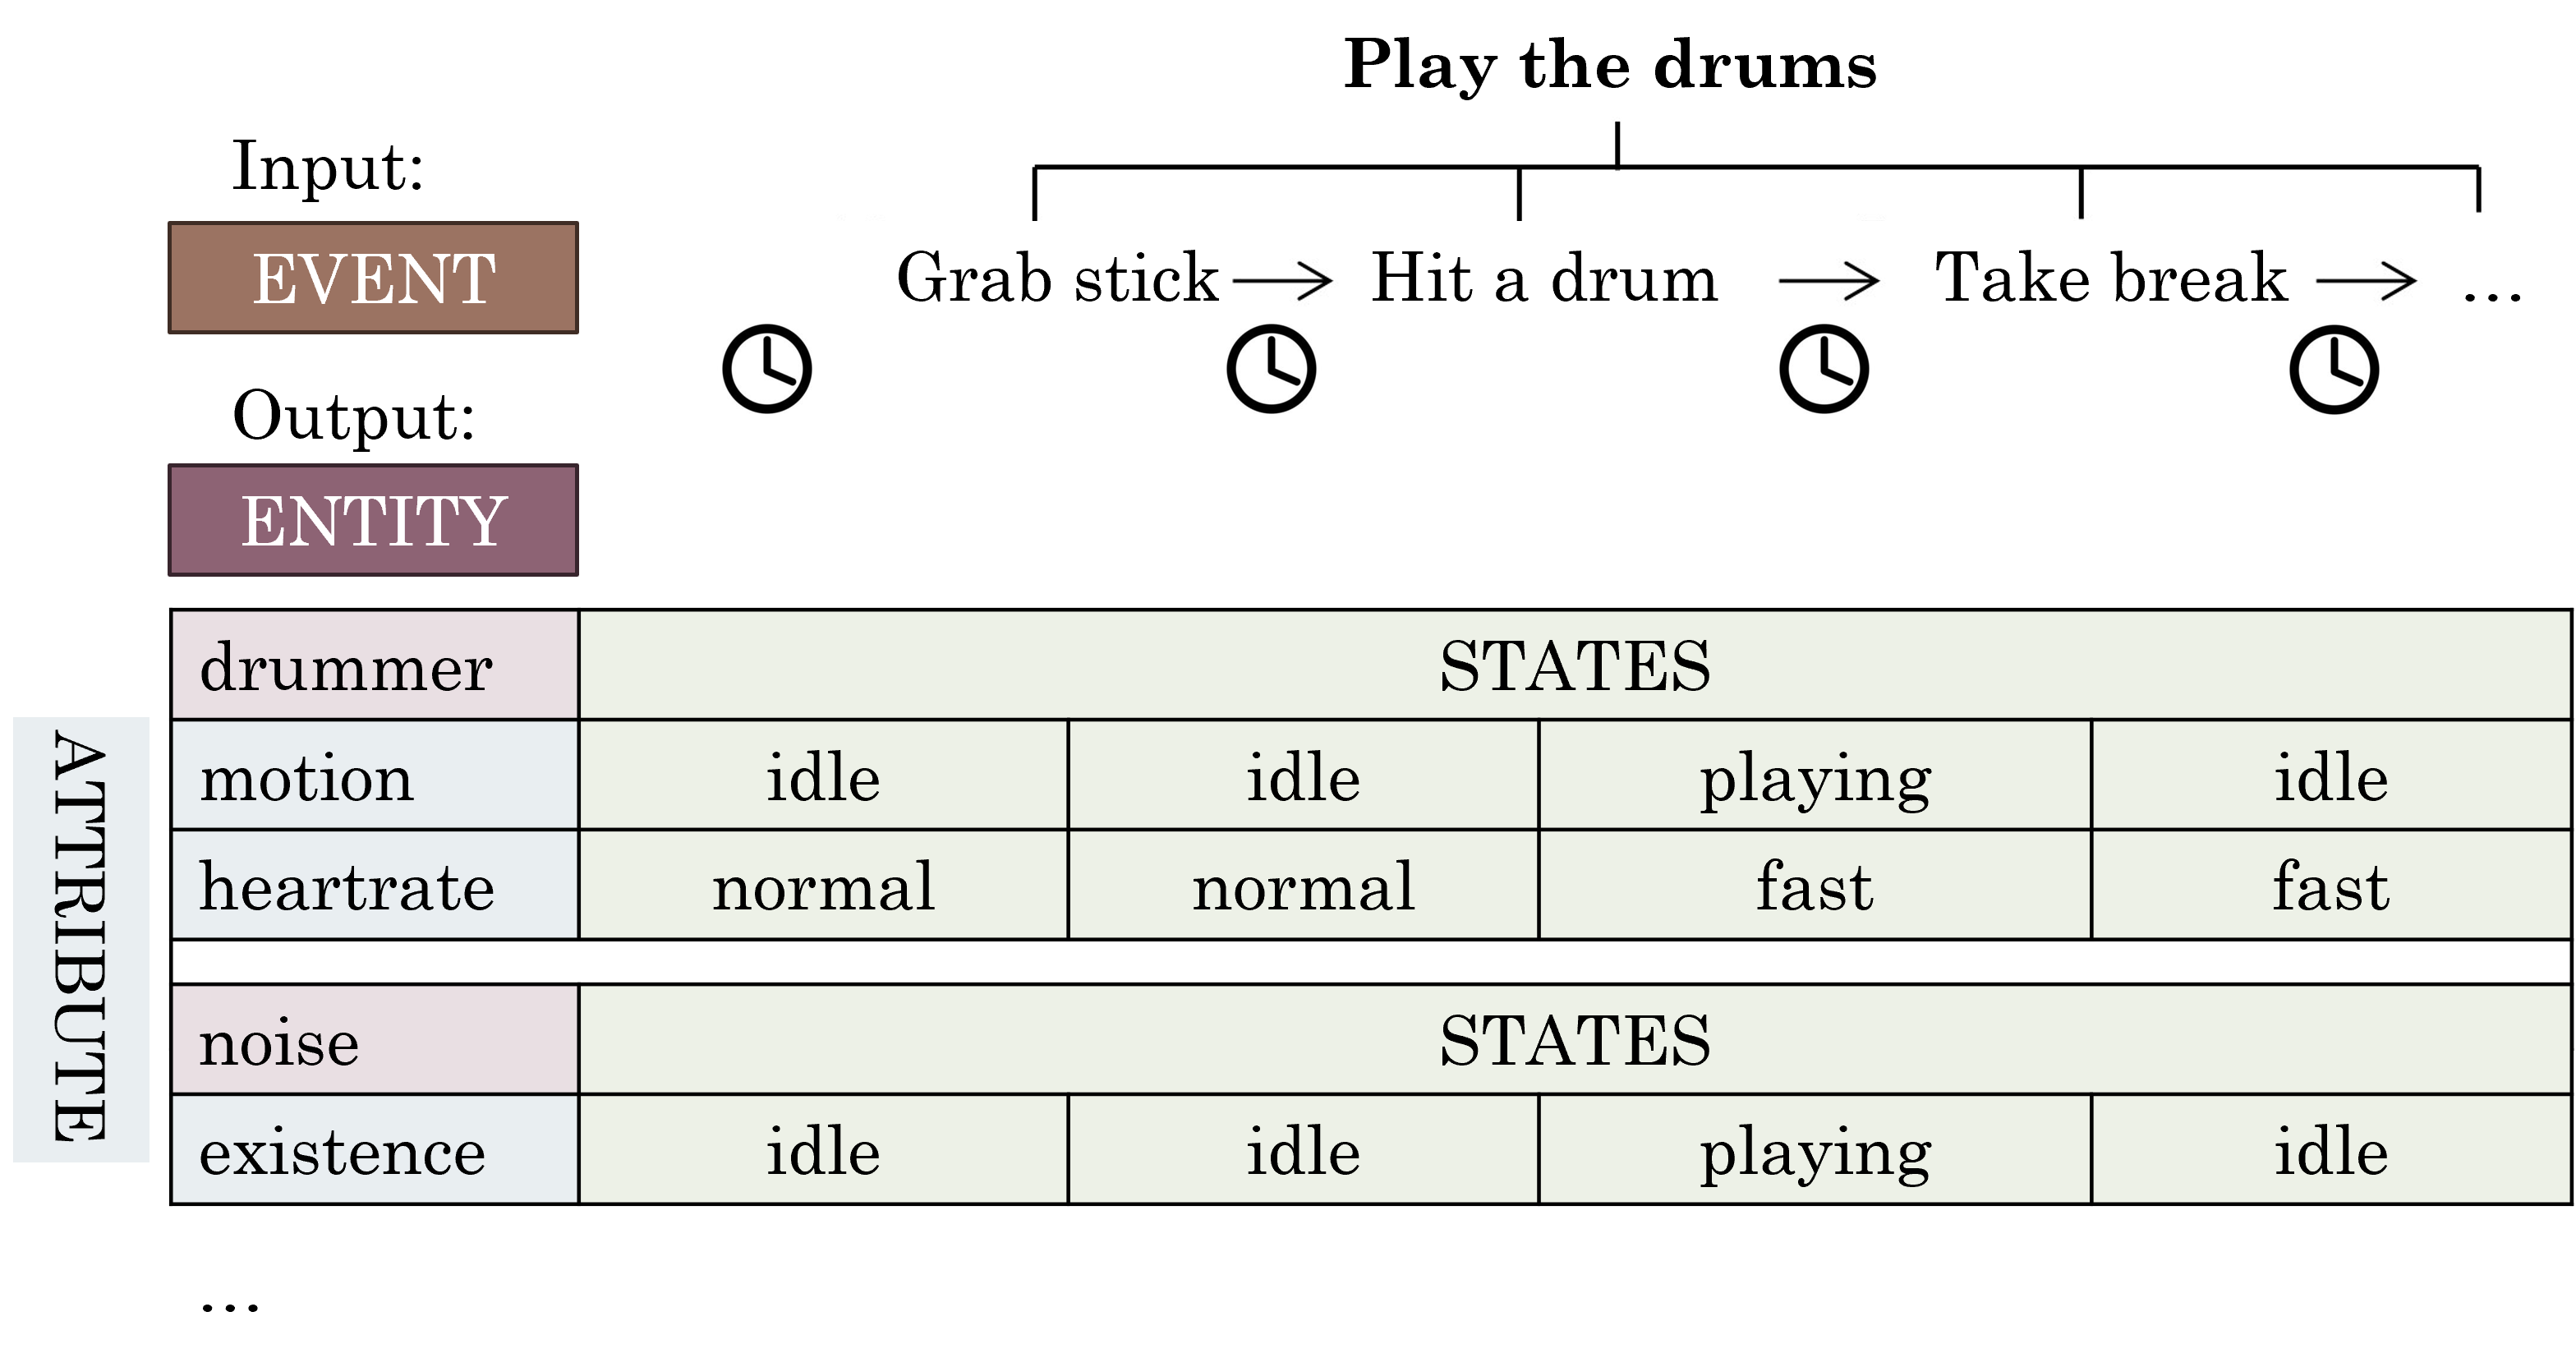 Play the drums
Input:
EVENT
Grab stick → Hit a drum → Take break → ...
Output:
ENTITY
ATTRIBUTE
drummer STATES
motion idle idle playing idle
heartrate normal normal fast fast
noise STATES
existence idle idle playing idle
...